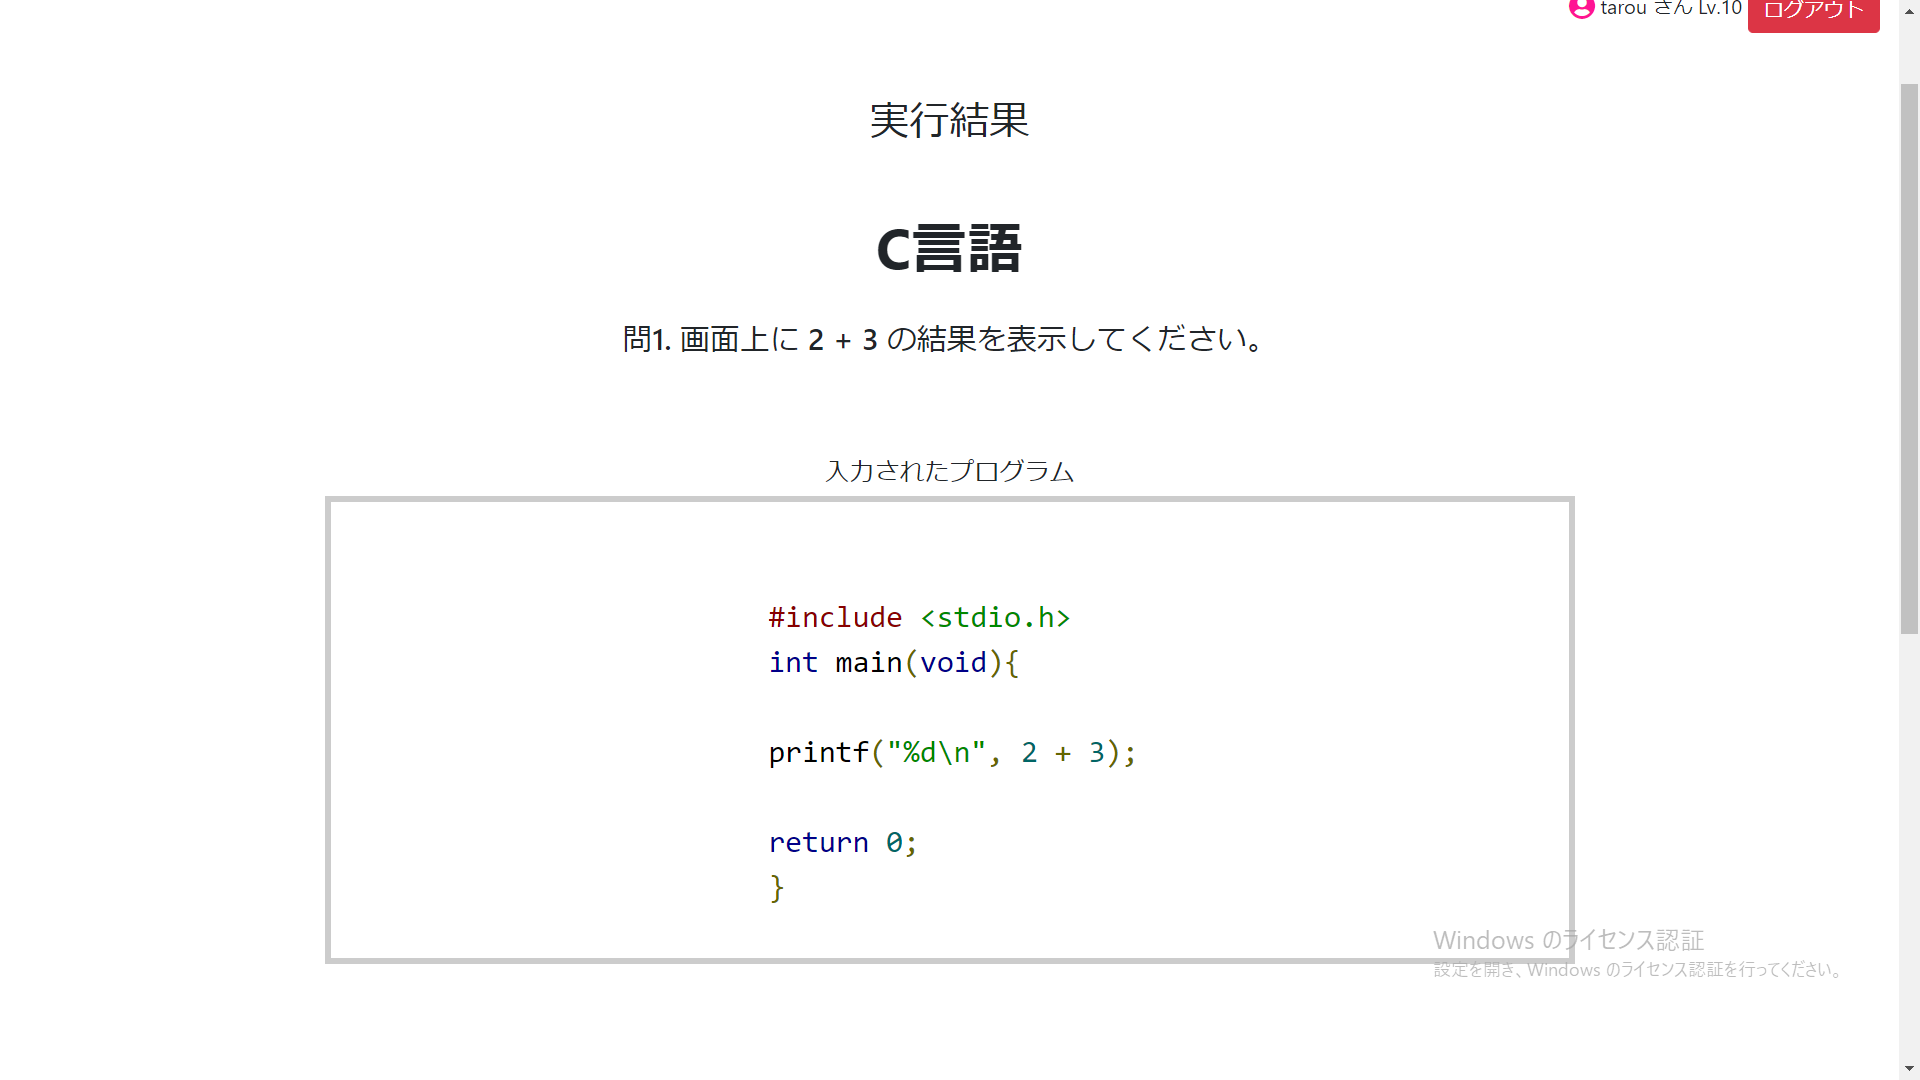 tarou さん Lv.10
ログアウト
実行結果
C言語
問1. 画面上に 2 + 3 の結果を表示してください。
入力されたプログラム
#include <stdio.h>
int main(void){
printf("%d\n", 2 + 3);
return 0;
}
Windows のライセンス認証
設定を開き、Windows のライセンス認証を行ってください。